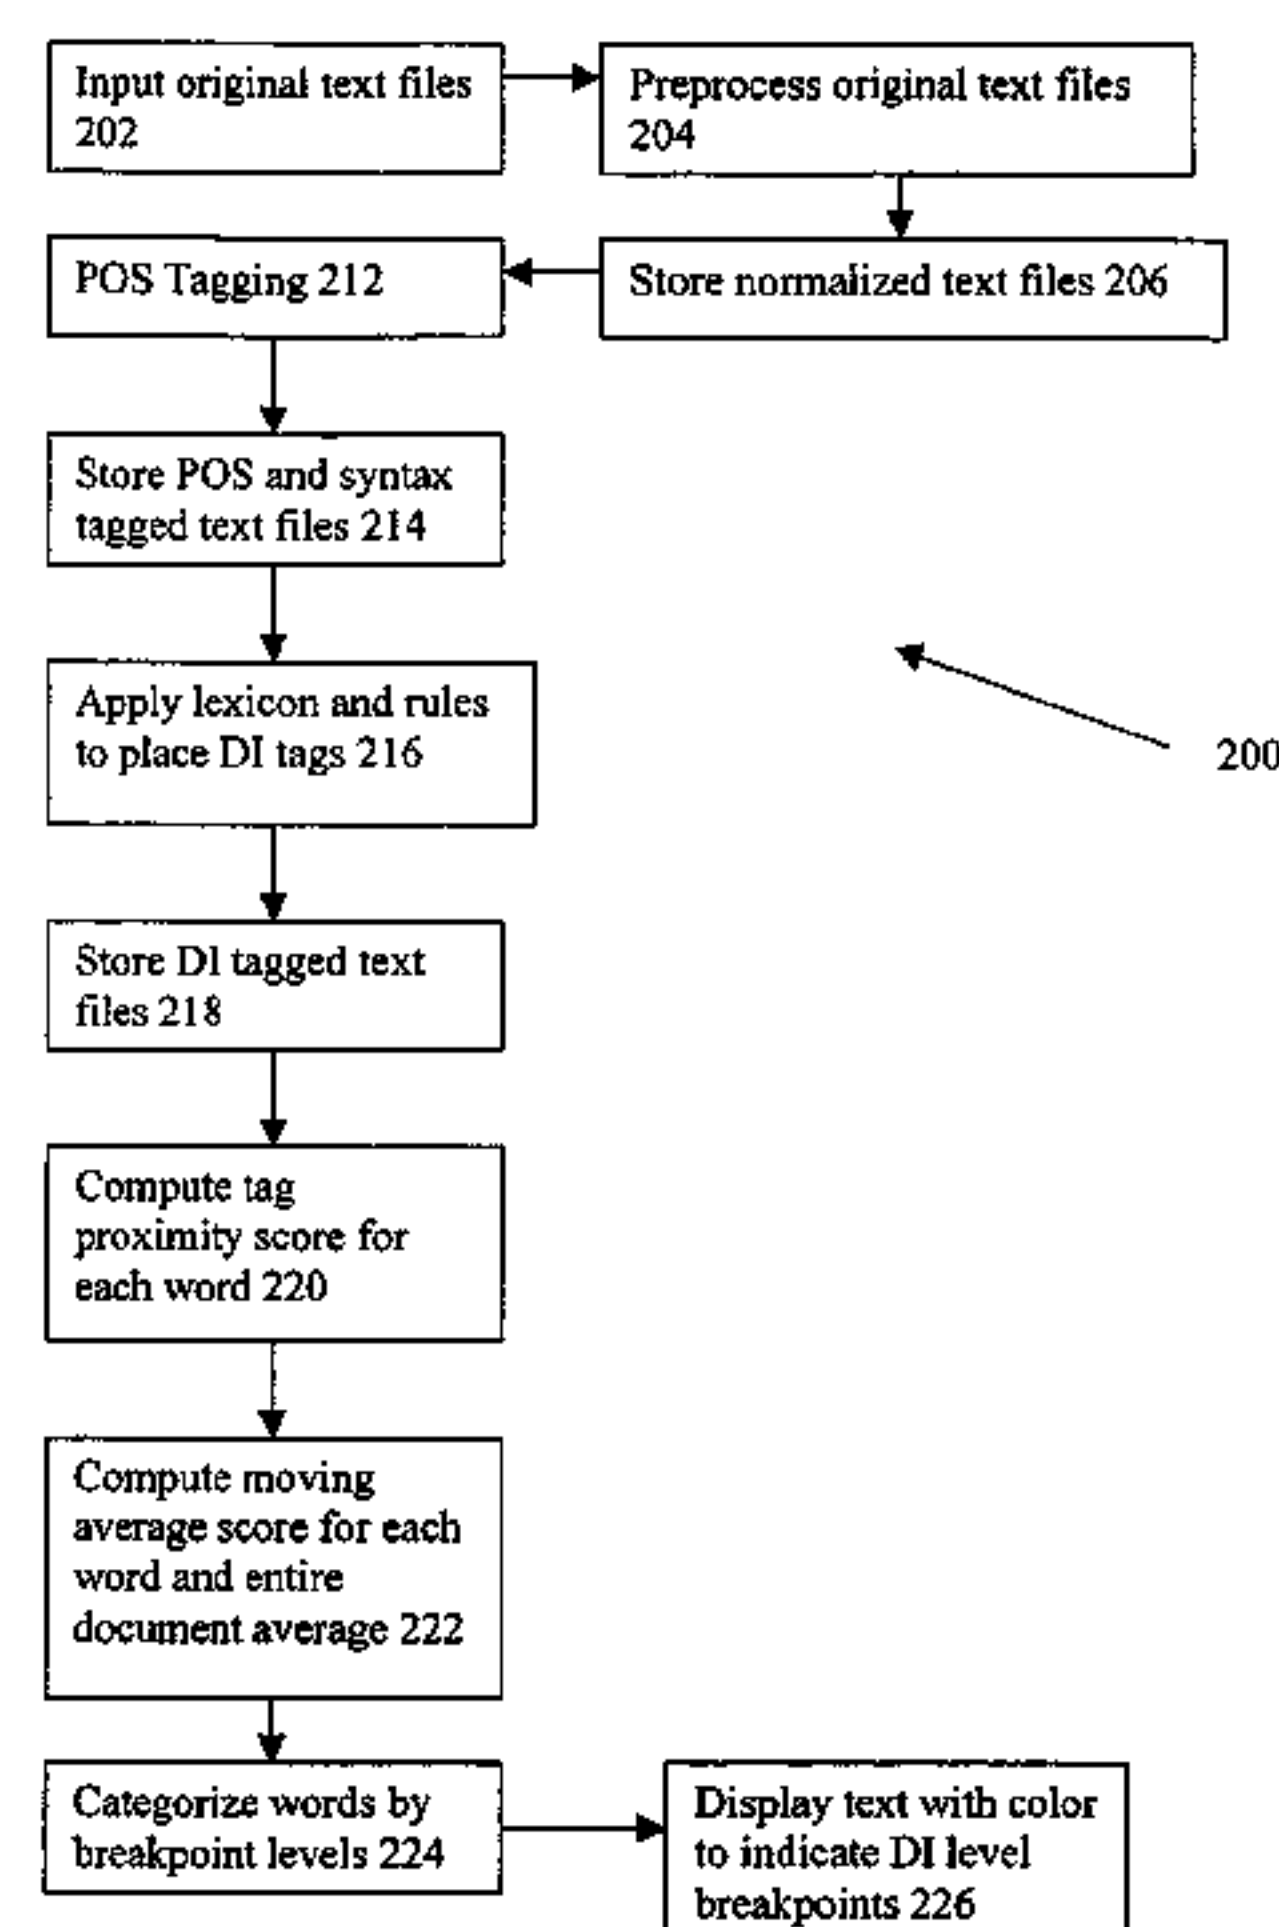 Input original text files
202
Preprocess original text files
204
Store normalized text files 206
POS Tagging 212
Store POS and syntax
tagged text files 214
Apply lexicon and rules
to place DI tags 216
200
Store DI tagged text
files 218
Compute tag
proximity score for
each word 220
Compute moving
average score for each
word and entire
document average 222
Categorize words by
breakpoint levels 224
Display text with color
to indicate DI level
breakpoints 226